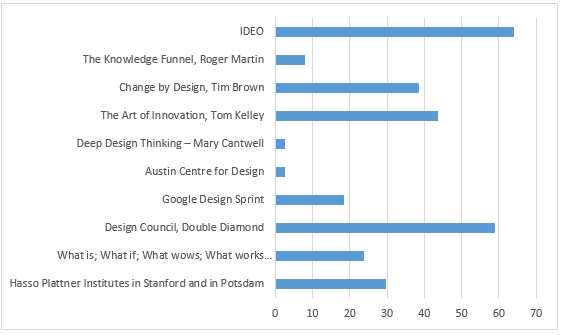 IDEO
The Knowledge Funnel, Roger Martin
Change by Design, Tim Brown
The Art of Innovation, Tom Kelley
Deep Design Thinking – Mary Cantwell
Austin Centre for Design
Google Design Sprint
Design Council, Double Diamond
What is; What if; What wows; What works...
Hasso Plattner Institutes in Stanford and in Potsdam
0 10 20 30 40 50 60 70